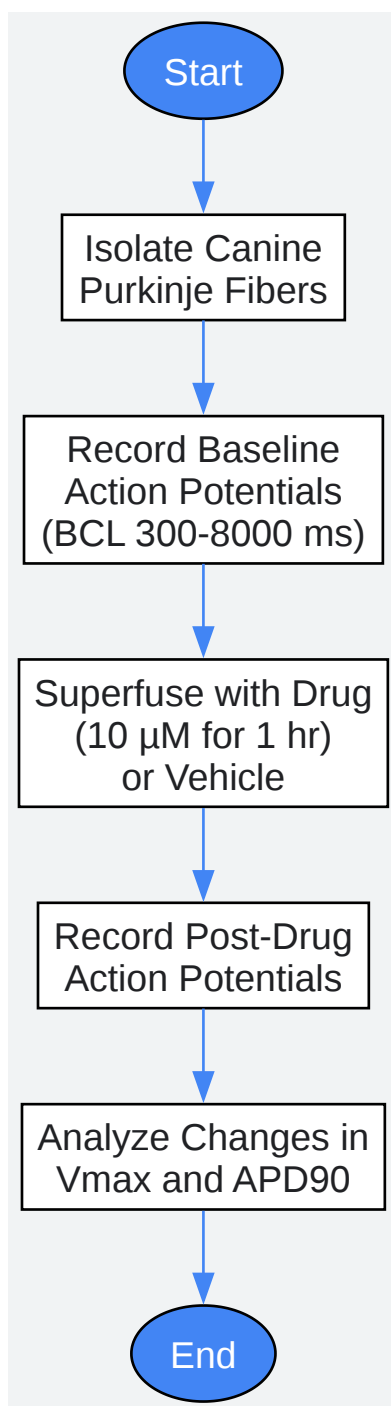 Start
Isolate Canine
Purkinje Fibers
Record Baseline
Action Potentials
(BCL 300-8000 ms)
Superfuse with Drug
(10 µM for 1 hr)
or Vehicle
Record Post-Drug
Action Potentials
Analyze Changes in
Vmax and APD90
End